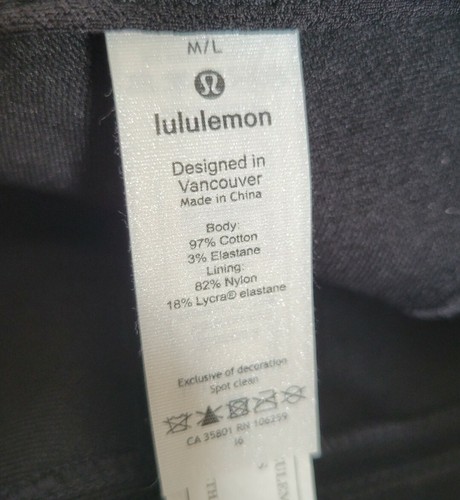 M/L
lululemon
Designed in
Vancouver
Made in China
Body:
97% Cotton
3% Elastane
Lining:
82% Nylon
18% Lycra® elastane
Exclusive of decoration
Spot clean
CA 35801 RN 106259